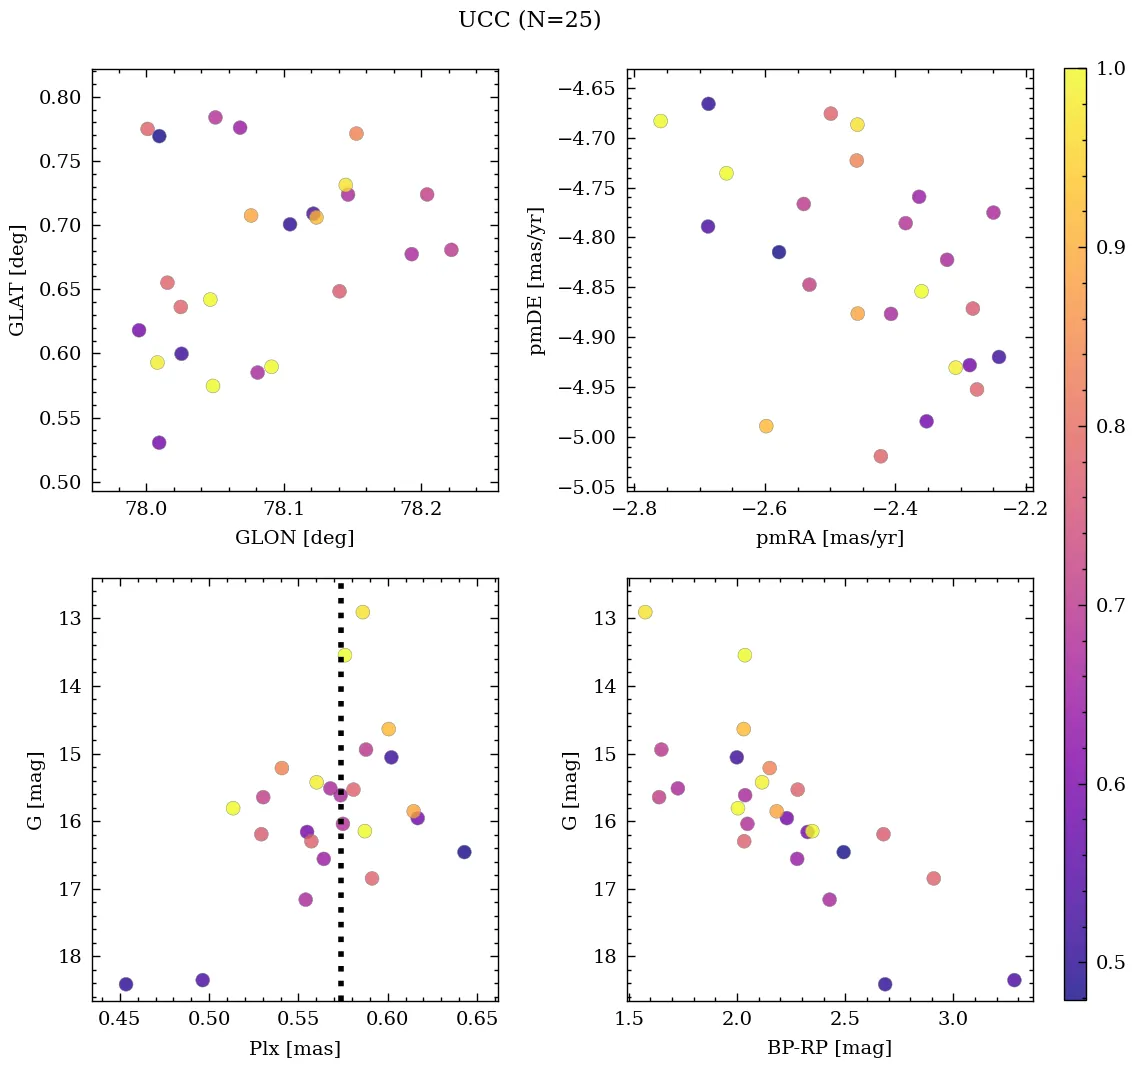 UCC (N=25)
0.80
0.75
0.70
0.65
0.60
0.55
0.50
GLAT [deg]
78.0 78.1 78.2
GLON [deg]
−4.65
−4.70
−4.75
−4.80
−4.85
−4.90
−4.95
−5.00
−5.05
pmDE [mas/yr]
−2.8 −2.6 −2.4 −2.2
pmRA [mas/yr]
13
14
15
16
17
18
G [mag]
0.45 0.50 0.55 0.60 0.65
Plx [mas]
13
14
15
16
17
18
G [mag]
1.5 2.0 2.5 3.0
BP-RP [mag]
1.0
0.9
0.8
0.7
0.6
0.5